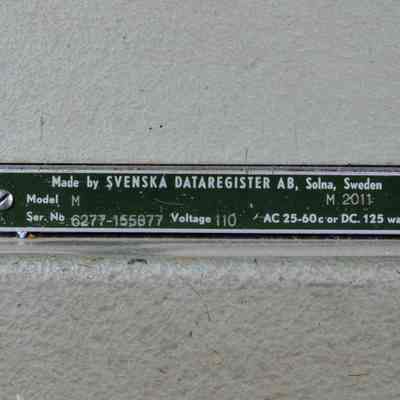 Made by SVENSKA DATAREGISTER AB, Solna, Sweden
Model M M 2011
Ser. No 6277-155877 Voltage 110 AC 25-60 c or DC. 125 wa